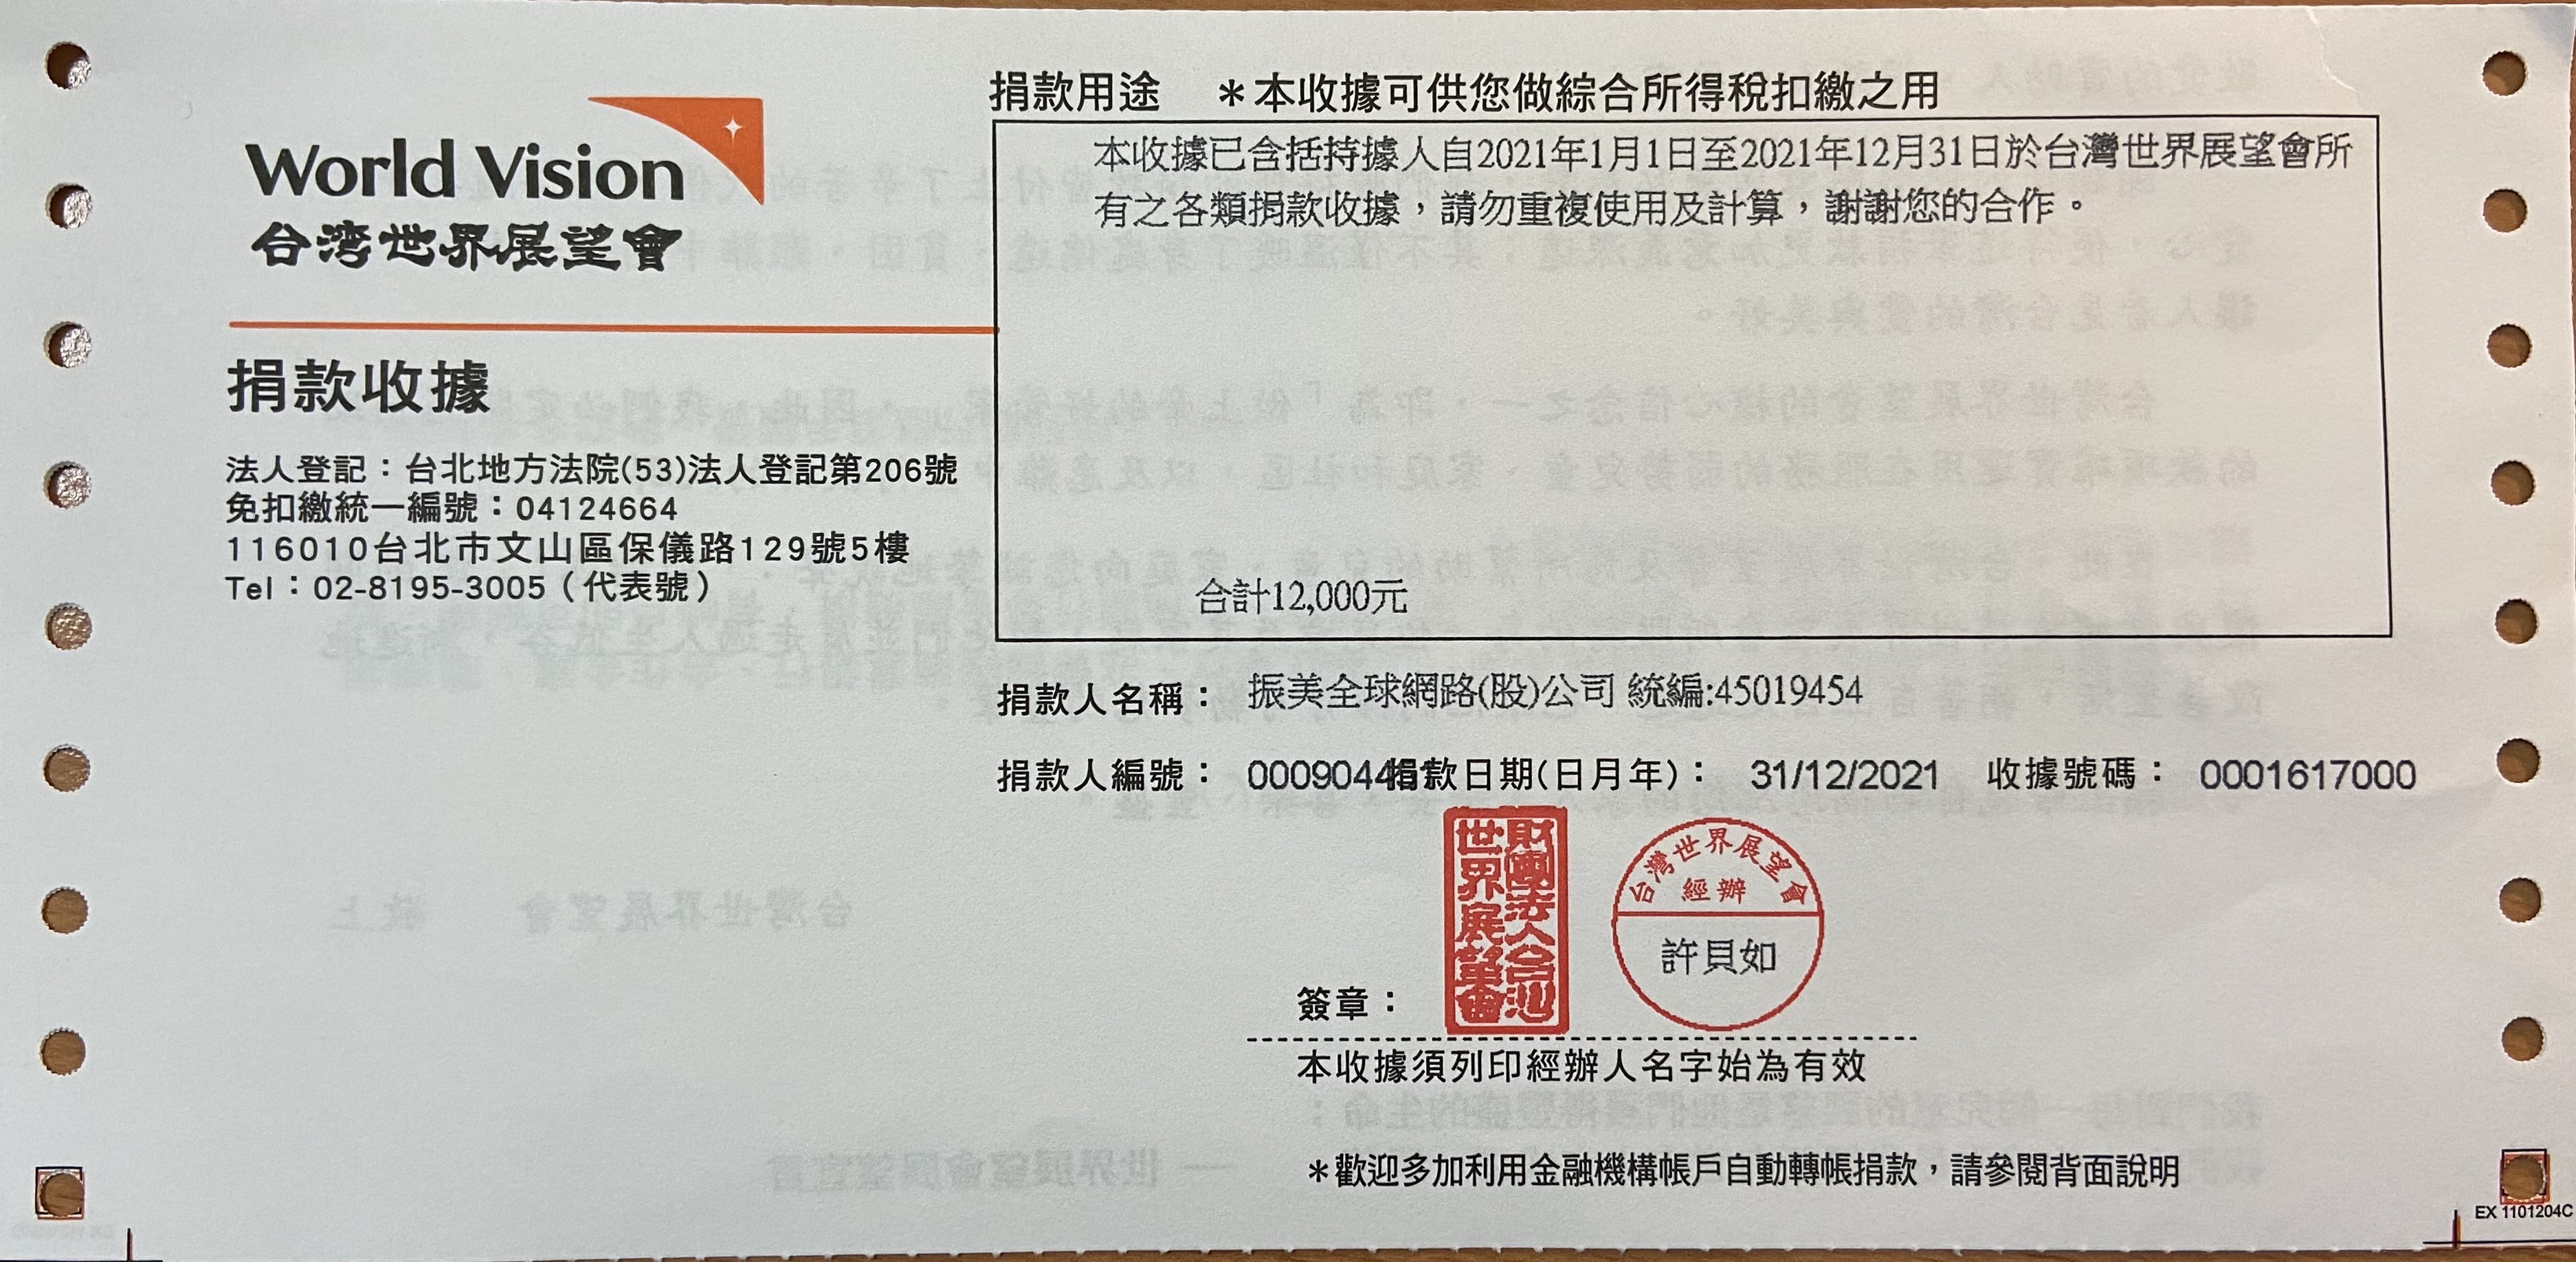 World Vision
台灣世界展望會
捐款收據
法人登記：台北地方法院(53)法人登記第206號
免扣繳統一編號：04124664
116010台北市文山區保儀路129號5樓
Tel：02-8195-3005（代表號）
捐款用途 ＊本收據可供您做綜合所得稅扣繳之用
本收據已含括持據人自2021年1月1日至2021年12月31日於台灣世界展望會所
有之各類捐款收據，請勿重複使用及計算，謝謝您的合作。
合計12,000元
捐款人名稱： 振美全球網路(股)公司 統編:45019454
捐款人編號： 捐款日期(日月年)： 31/12/2021 收據號碼： 0001617000
財團法人台灣
世界展望會
台灣世界展望會
經辦
許貝如
簽章：
本收據須列印經辦人名字始為有效
＊歡迎多加利用金融機構帳戶自動轉帳捐款，請參閱背面說明
EX 1101204C